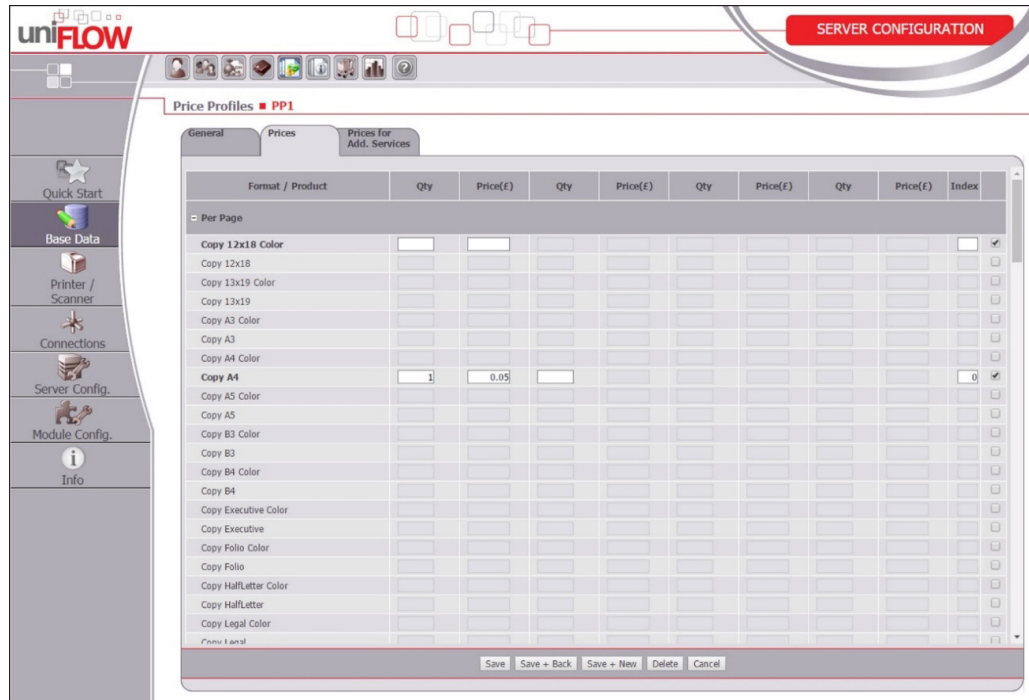 uniFLOW
SERVER CONFIGURATION
Price Profiles PP1
General Prices Prices for
Add. Services
Quick Start
Base Data
Printer /
Scanner
Connections
Server Config.
Module Config.
Info
Format / Product Qty Price(£) Qty Price(£) Qty Price(£) Qty Price(£) Index
Per Page
Copy 12x18 Color
Copy 12x18
Copy 13x19 Color
Copy 13x19
Copy A3 Color
Copy A3
Copy A4 Color
Copy A4 1 0.05 0
Copy A5 Color
Copy A5
Copy B3 Color
Copy B3
Copy B4 Color
Copy B4
Copy Executive Color
Copy Executive
Copy Folio Color
Copy Folio
Copy HalfLetter Color
Copy HalfLetter
Copy Legal Color
Copy Legal
Save Save + Back Save + New Delete Cancel